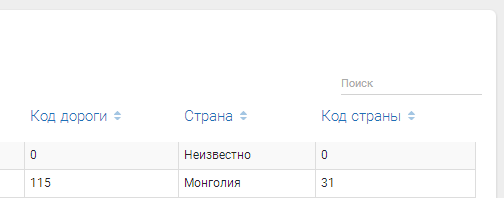 Поиск
Код дороги Страна Код страны
0 Неизвестно 0
115 Монголия 31